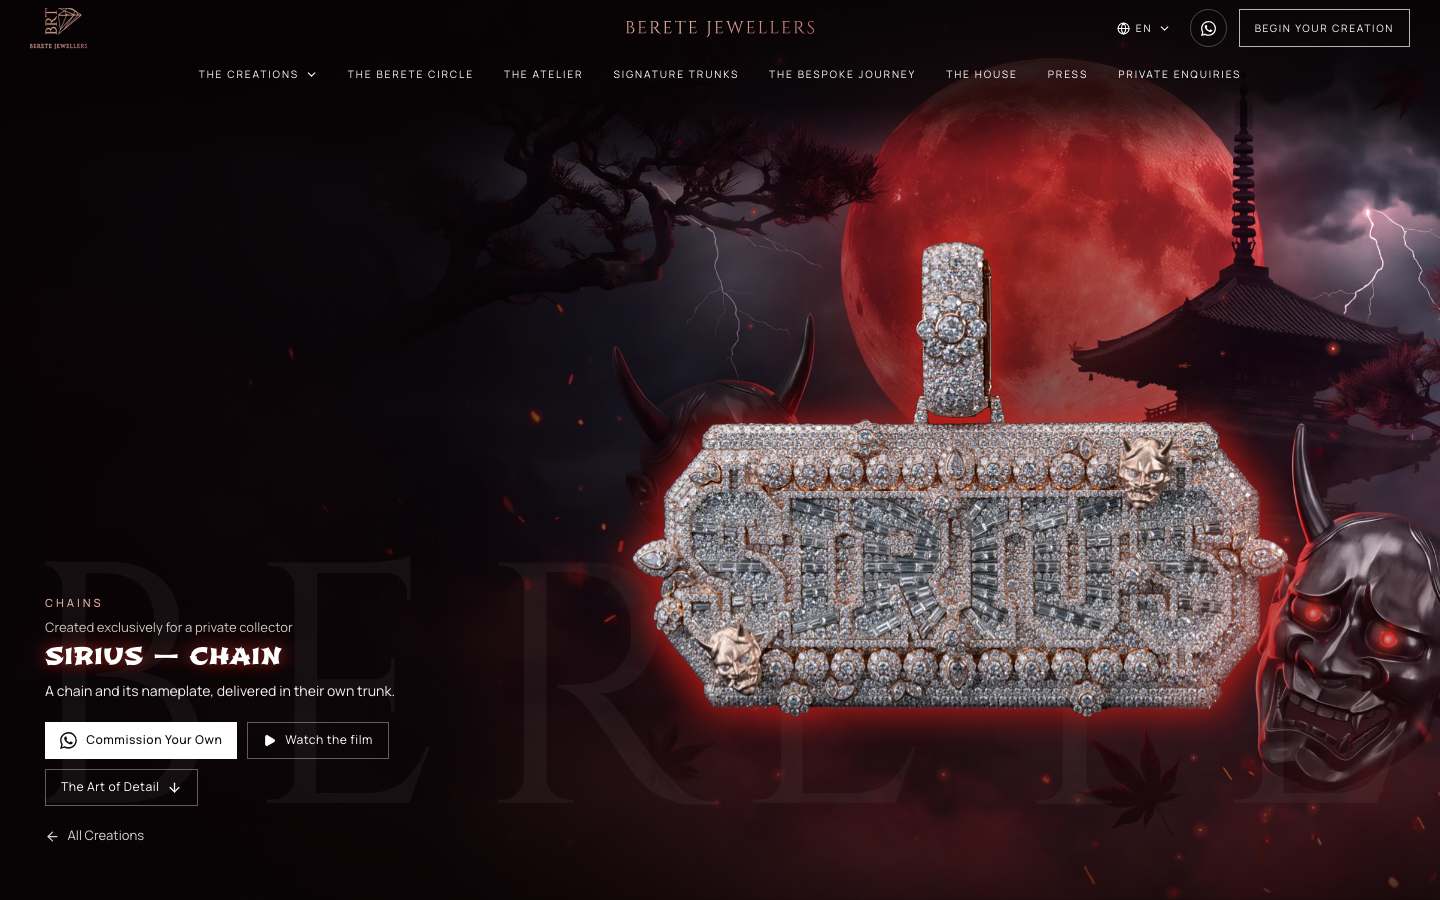 BRT
BERETE JEWELLERS
BERETE JEWELLERS
EN
BEGIN YOUR CREATION
THE CREATIONS
THE BERETE CIRCLE
THE ATELIER
SIGNATURE TRUNKS
THE BESPOKE JOURNEY
THE HOUSE
PRESS
PRIVATE ENQUIRIES
SIRIUS
BERETE
CHAINS
Created exclusively for a private collector
SIRIUS — CHAIN
A chain and its nameplate, delivered in their own trunk.
Commission Your Own
Watch the film
The Art of Detail
All Creations